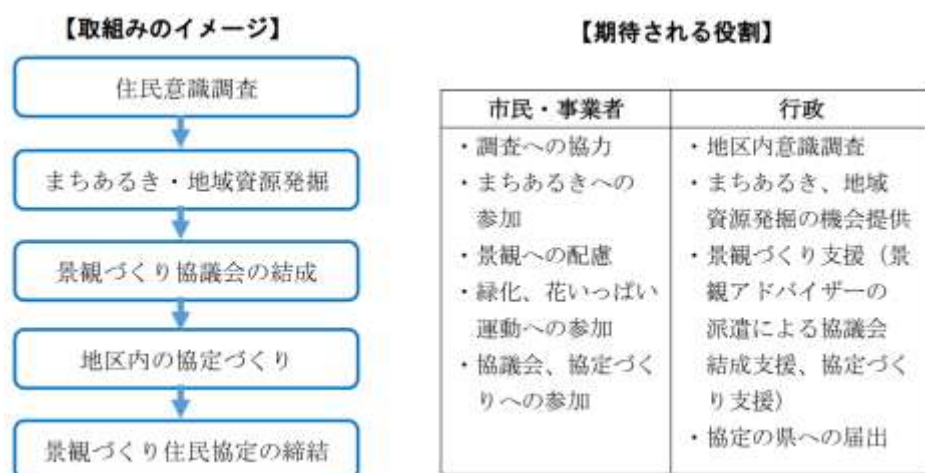 【取組みのイメージ】
住民意識調査
まちあるき・地域資源発掘
景観づくり協議会の結成
地区内の協定づくり
景観づくり住民協定の締結
【期待される役割】
市民・事業者
・調査への協力
・まちあるきへの
参加
・景観への配慮
・緑化、花いっぱい
運動への参加
・協議会、協定づく
りへの参加
行政
・地区内意識調査
・まちあるき、地域
資源発掘の機会提供
・景観づくり支援（景
観アドバイザーの
派遣による協議会
結成支援、協定づく
り支援）
・協定の県への届出